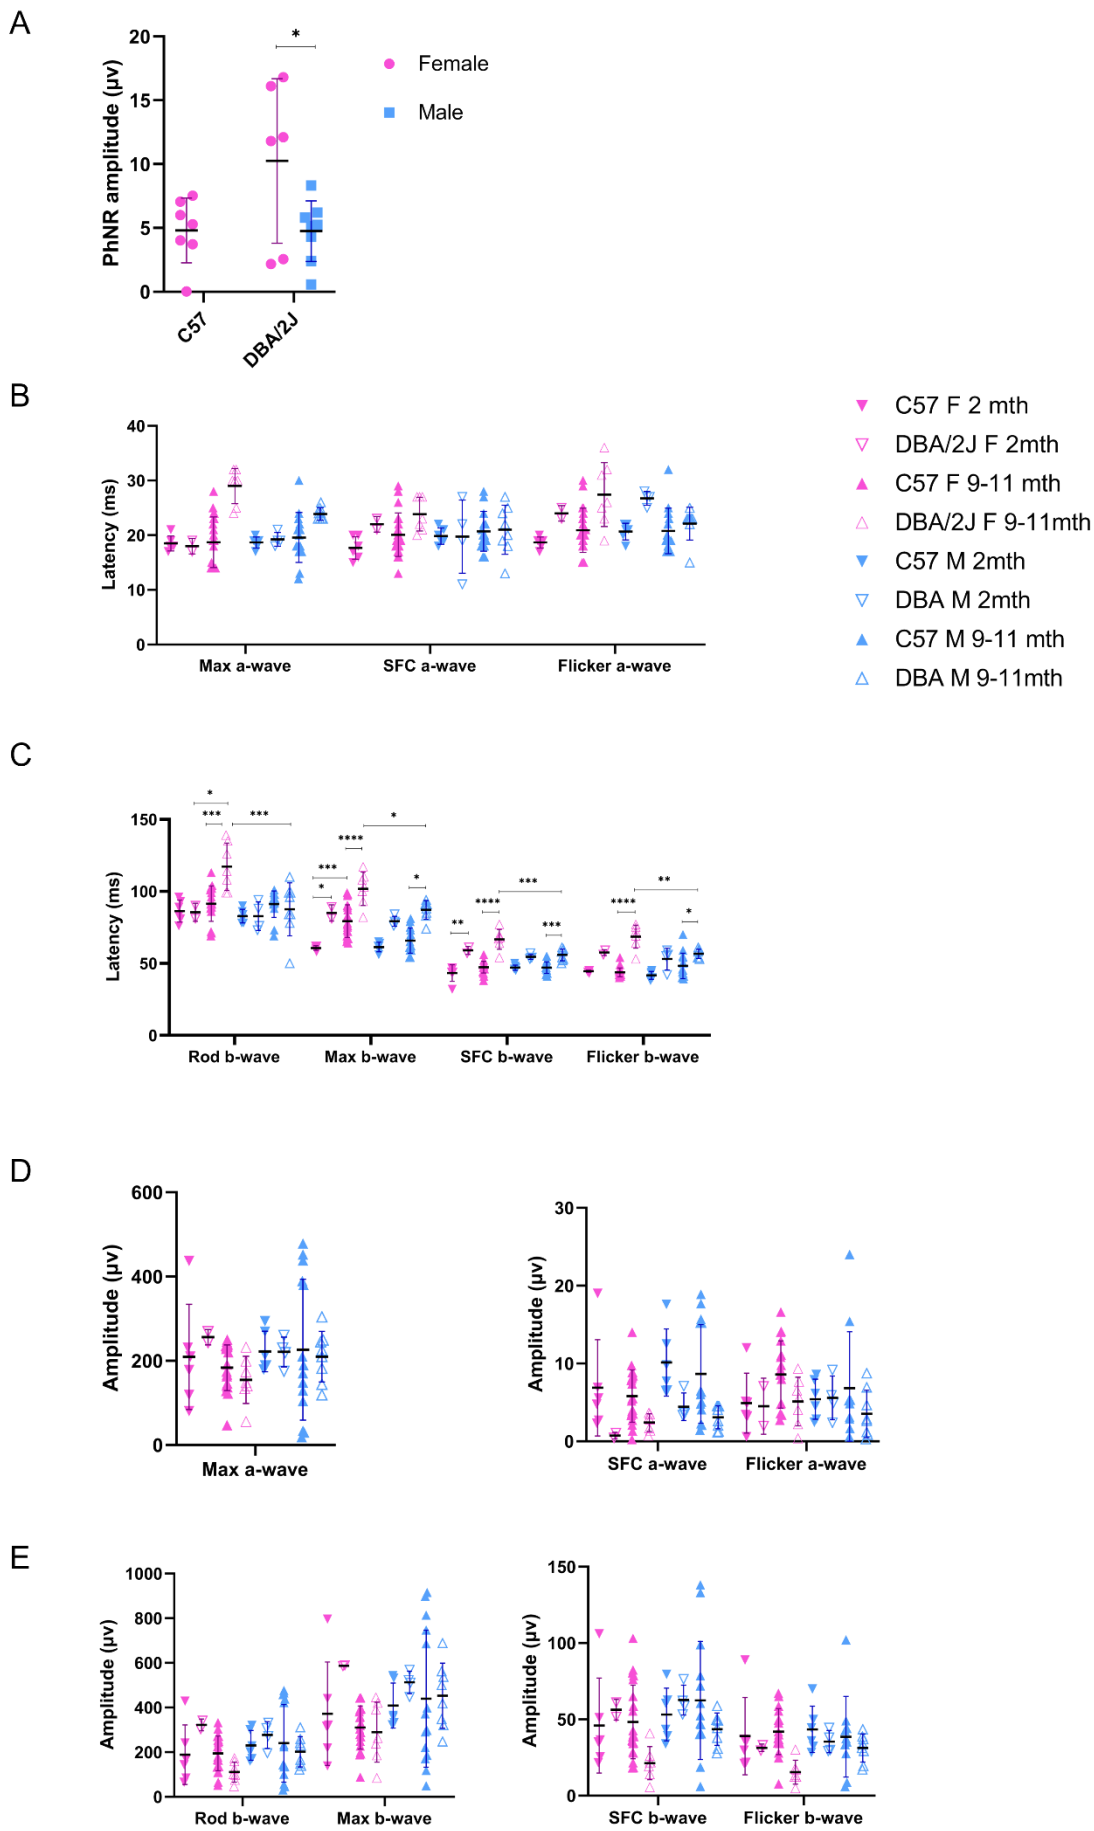 A
20
15
10
5
0
PhNR amplitude (μv)
*
Female
Male
C57
DBA/2J
B
40
30
20
10
0
Latency (ms)
Max a-wave
SFC a-wave
Flicker a-wave
C57 F 2 mth
DBA/2J F 2mth
C57 F 9-11 mth
DBA/2J F 9-11mth
C57 M 2mth
DBA M 2mth
C57 M 9-11 mth
DBA M 9-11mth
C
150
100
50
0
Latency (ms)
* *** ***
*** * **** * *
** **** *** ***
**** ** *
Rod b-wave
Max b-wave
SFC b-wave
Flicker b-wave
D
600
400
200
0
Amplitude (μv)
Max a-wave
30
20
10
0
Amplitude (μv)
SFC a-wave
Flicker a-wave
E
1000
800
600
400
200
0
Amplitude (μv)
Rod b-wave
Max b-wave
150
100
50
0
Amplitude (μv)
SFC b-wave
Flicker b-wave